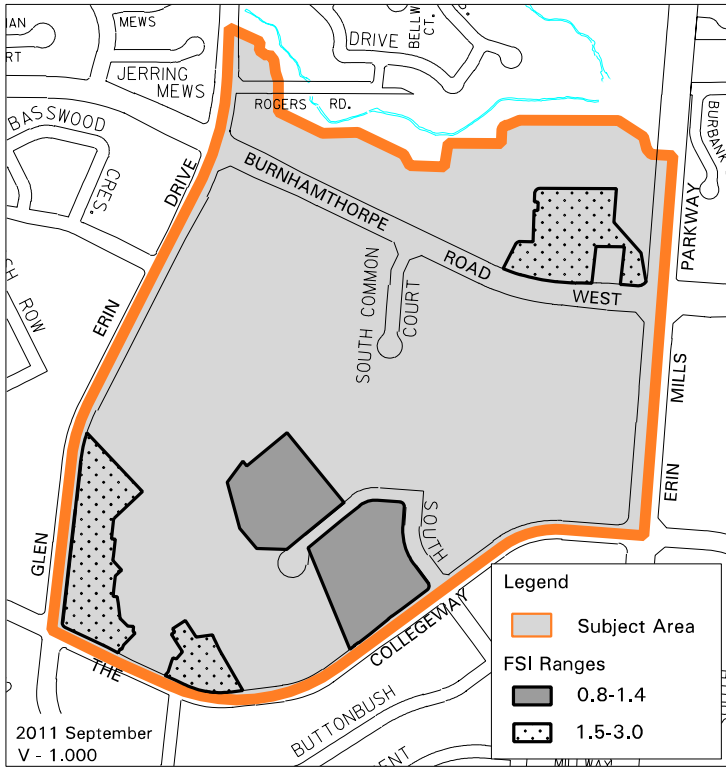 MEWS
JERRING
MEWS
BASSWOOD
CRES.
DRIVE
BELLW
CT.
ROGERS RD.
BURNHAMTHORPE
ROAD
WEST
BURBANK
PARKWAY
MILLS
ERIN
DRIVE
ERIN
GLEN
ROW
SOUTH COMMON
COURT
SOUTH
THE
COLLEGEWAY
BUTTONBUSH
Legend
Subject Area
FSI Ranges
0.8-1.4
1.5-3.0
2011 September
V - 1.000